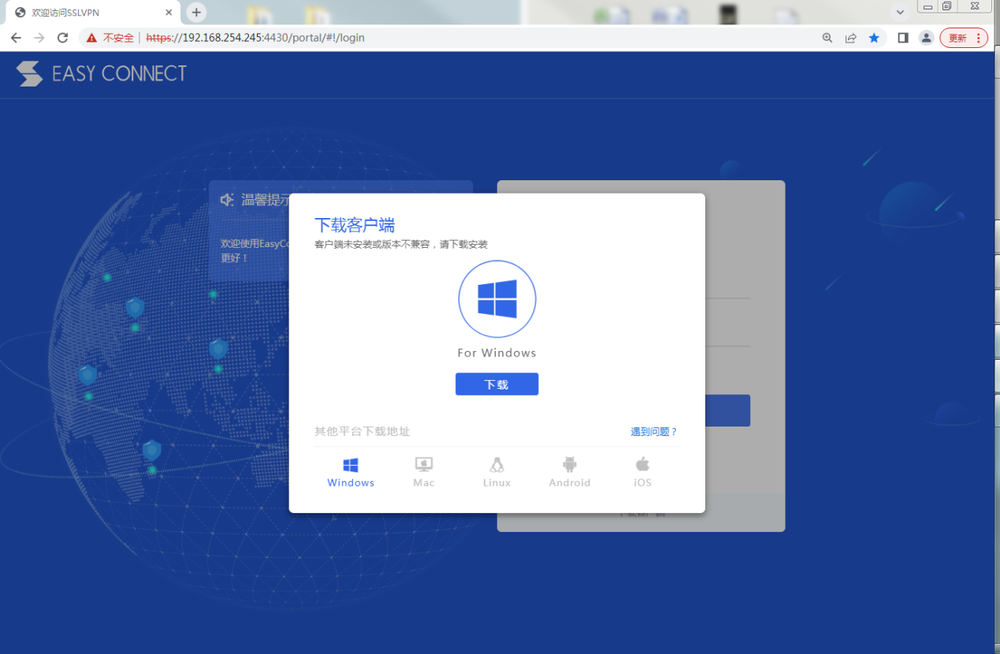 欢迎访问SSLVPN
不安全 https://192.168.254.245:4430/portal/#!/login
更新
EASY CONNECT
温馨提示
欢迎使用EasyCo
更好！
下载客户端
客户端未安装或版本不兼容，请下载安装
For Windows
下载
其他平台下载地址 遇到问题？
Windows Mac Linux Android iOS